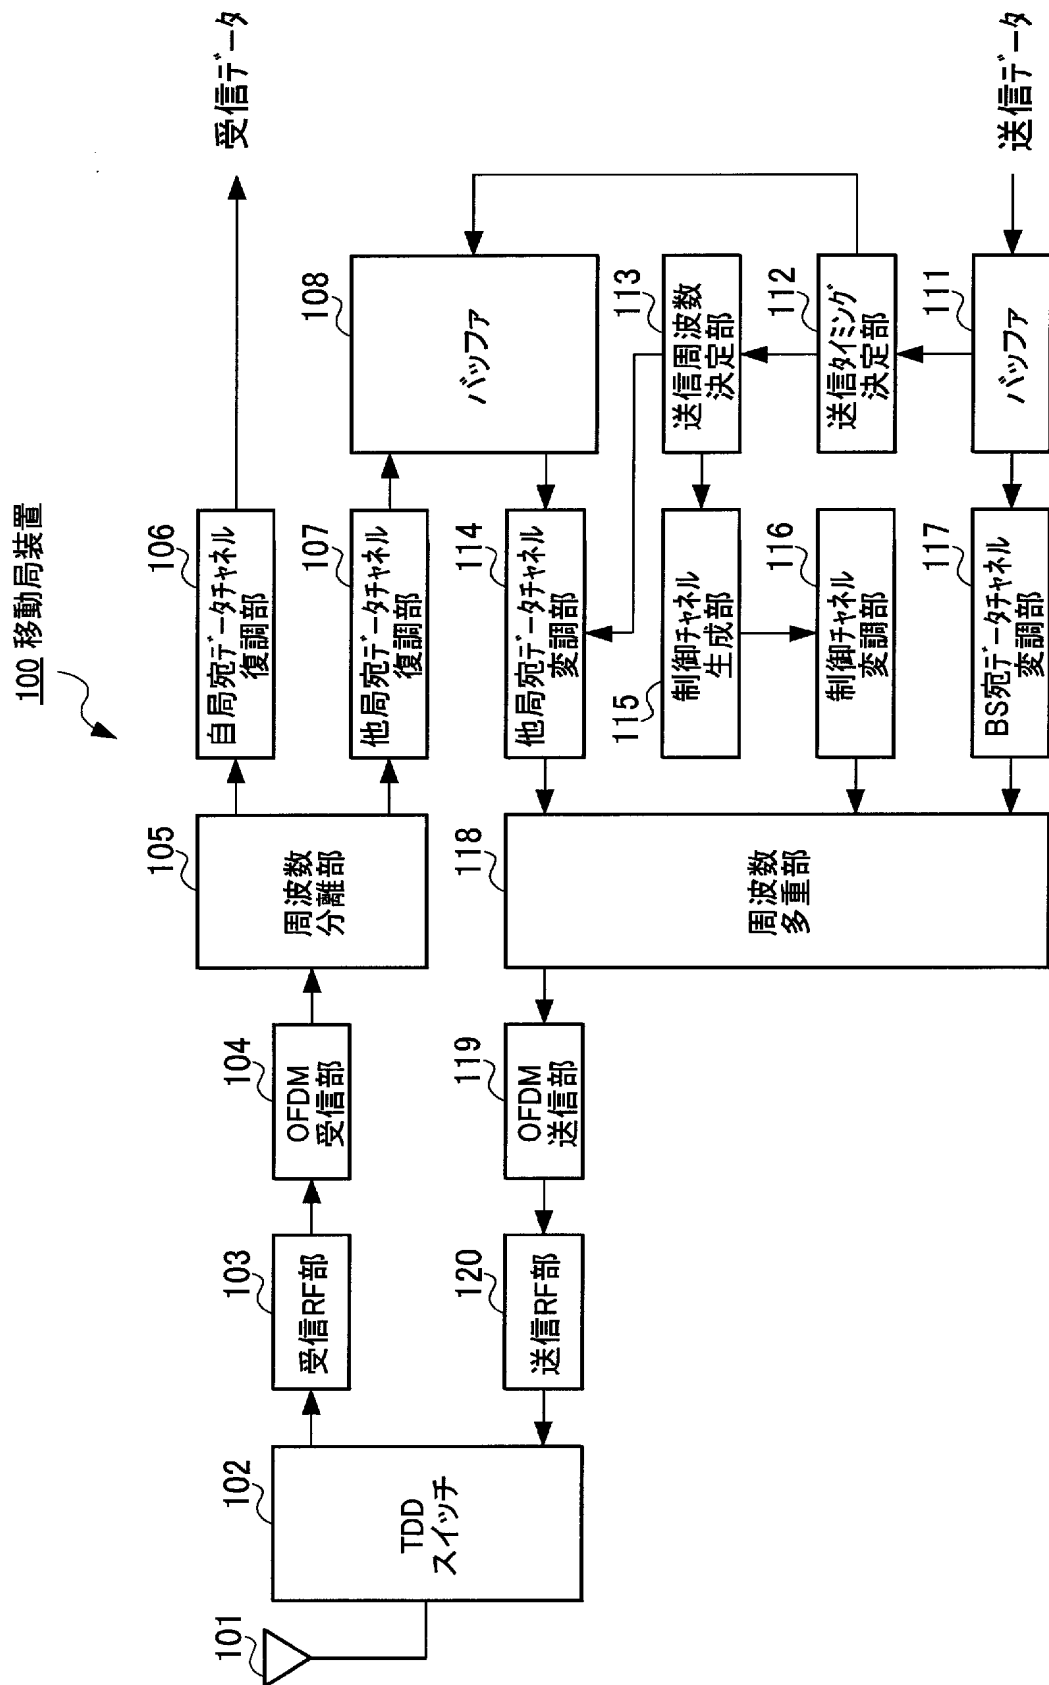 100 移動局装置
101
102
TDD
スイッチ
103
受信RF部
104
OFDM
受信部
105
周波数
分離部
106
自局宛データチャネル
復調部
受信データ
107
他局宛データチャネル
復調部
108
バッファ
114
他局宛データチャネル
変調部
113
送信周波数
決定部
115
制御チャネル
生成部
112
送信タイミング
決定部
116
制御チャネル
変調部
111
バッファ
送信データ
117
BS宛データチャネル
変調部
118
周波数
多重部
119
OFDM
送信部
120
送信RF部